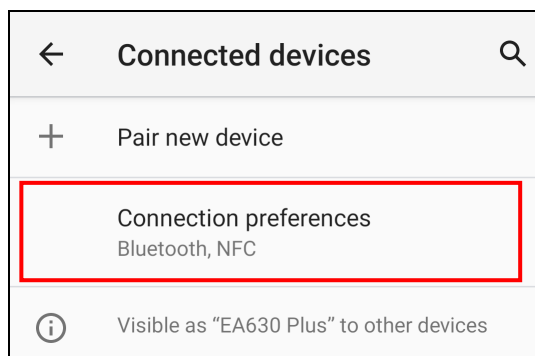 Connected devices
Pair new device
Connection preferences
Bluetooth, NFC
Visible as “EA630 Plus” to other devices